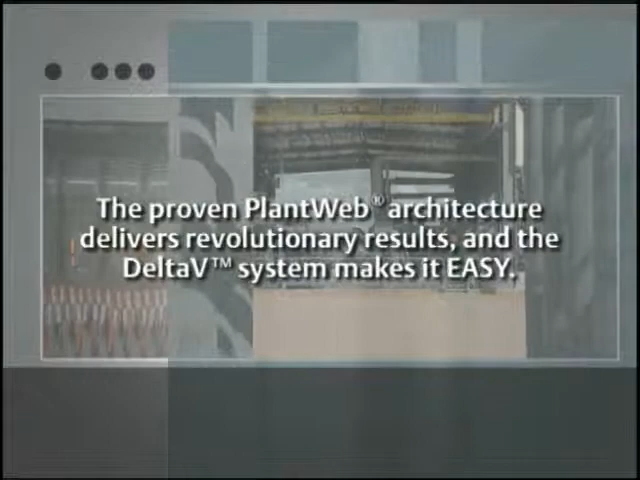 The proven PlantWeb® architecture
delivers revolutionary results, and the
DeltaV™ system makes it EASY.